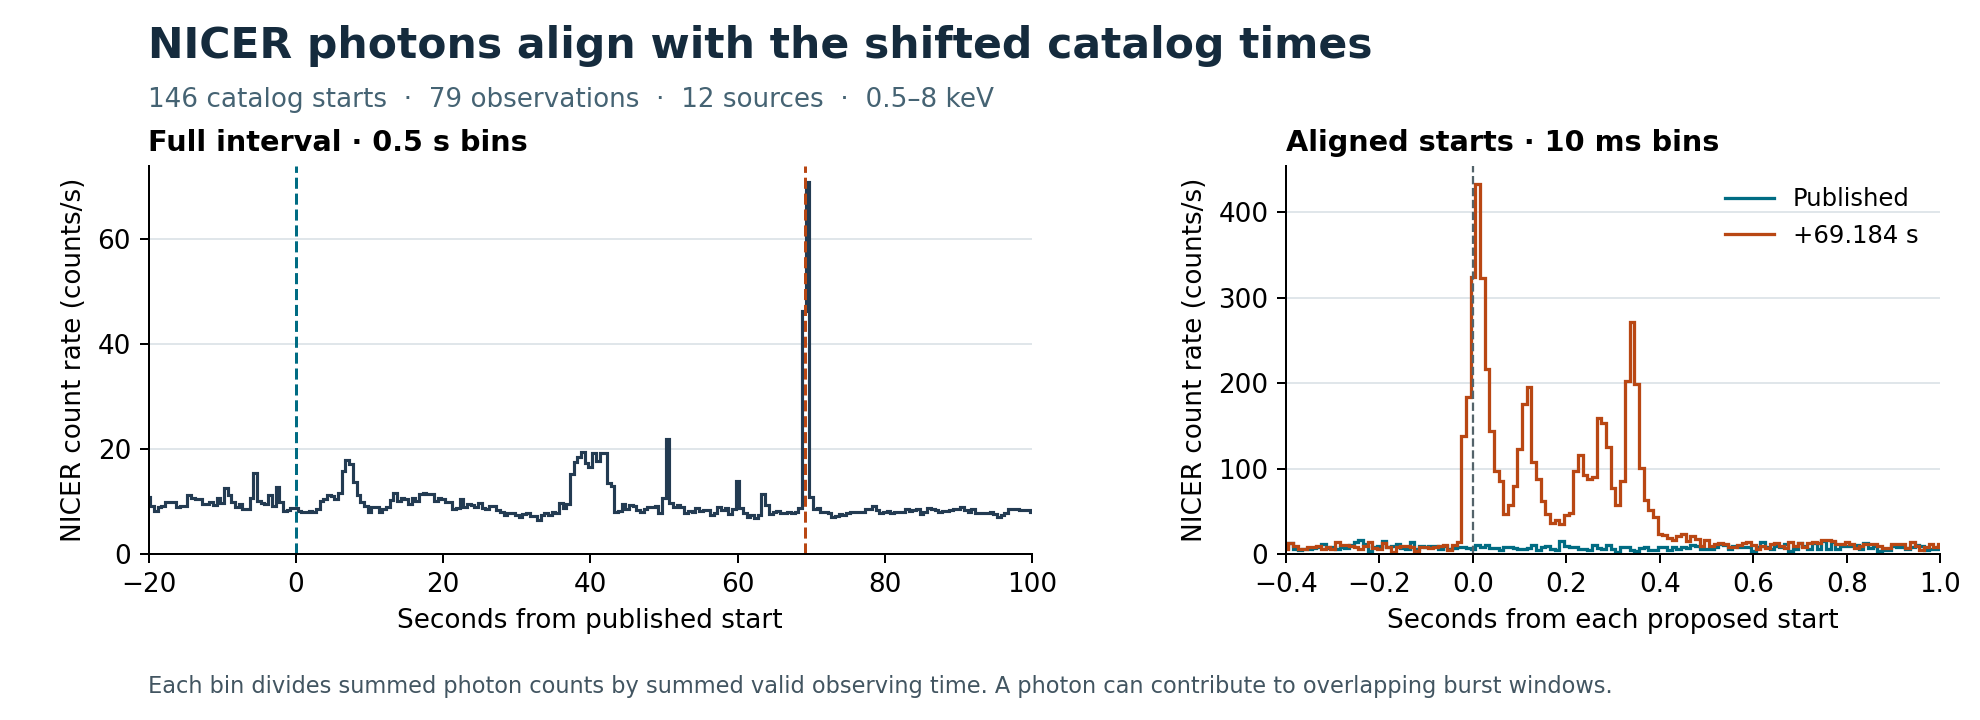 NICER photons align with the shifted catalog times
146 catalog starts · 79 observations · 12 sources · 0.5–8 keV
Full interval · 0.5 s bins
NICER count rate (counts/s)
60
40
20
0
−20 0 20 40 60 80 100
Seconds from published start
Aligned starts · 10 ms bins
NICER count rate (counts/s)
400
300
200
100
0
Published
+69.184 s
−0.4 −0.2 0.0 0.2 0.4 0.6 0.8 1.0
Seconds from each proposed start
Each bin divides summed photon counts by summed valid observing time. A photon can contribute to overlapping burst windows.